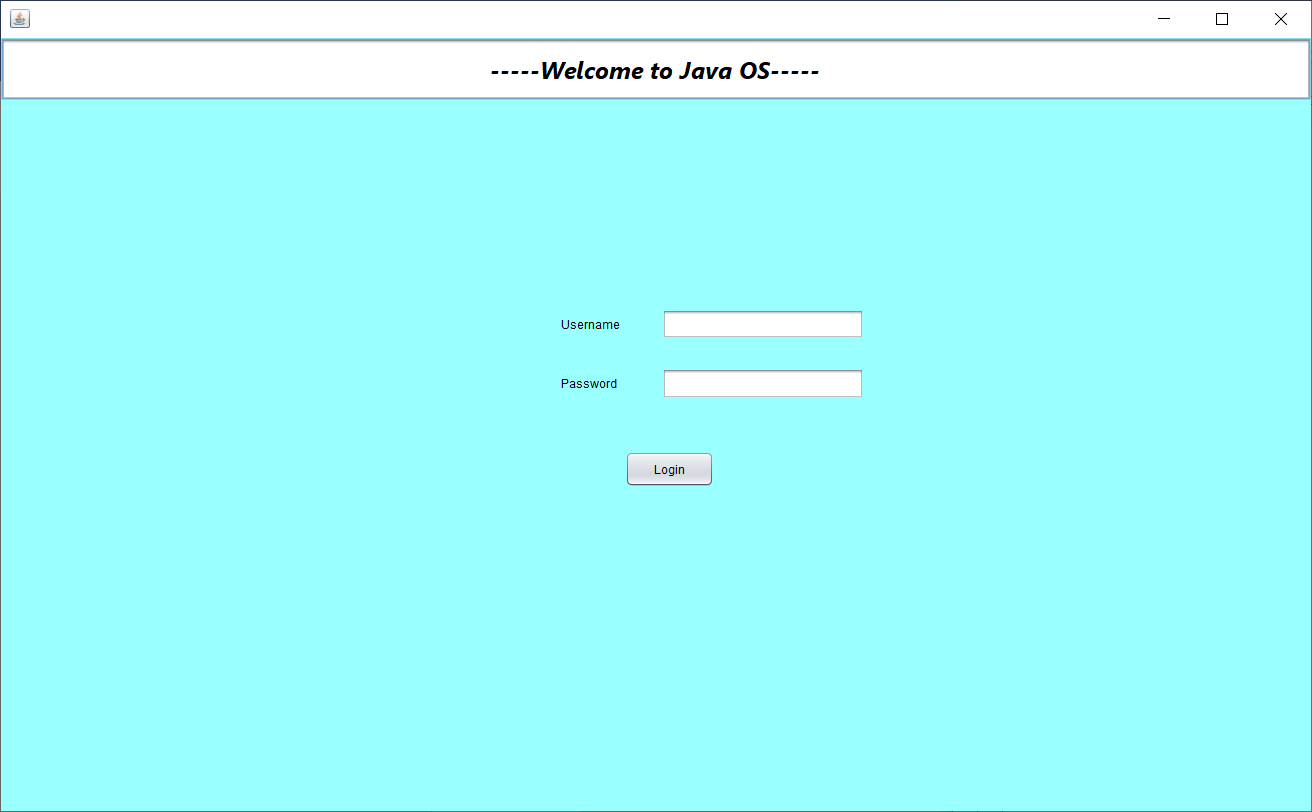 -----Welcome to Java OS-----
Username
Password
Login